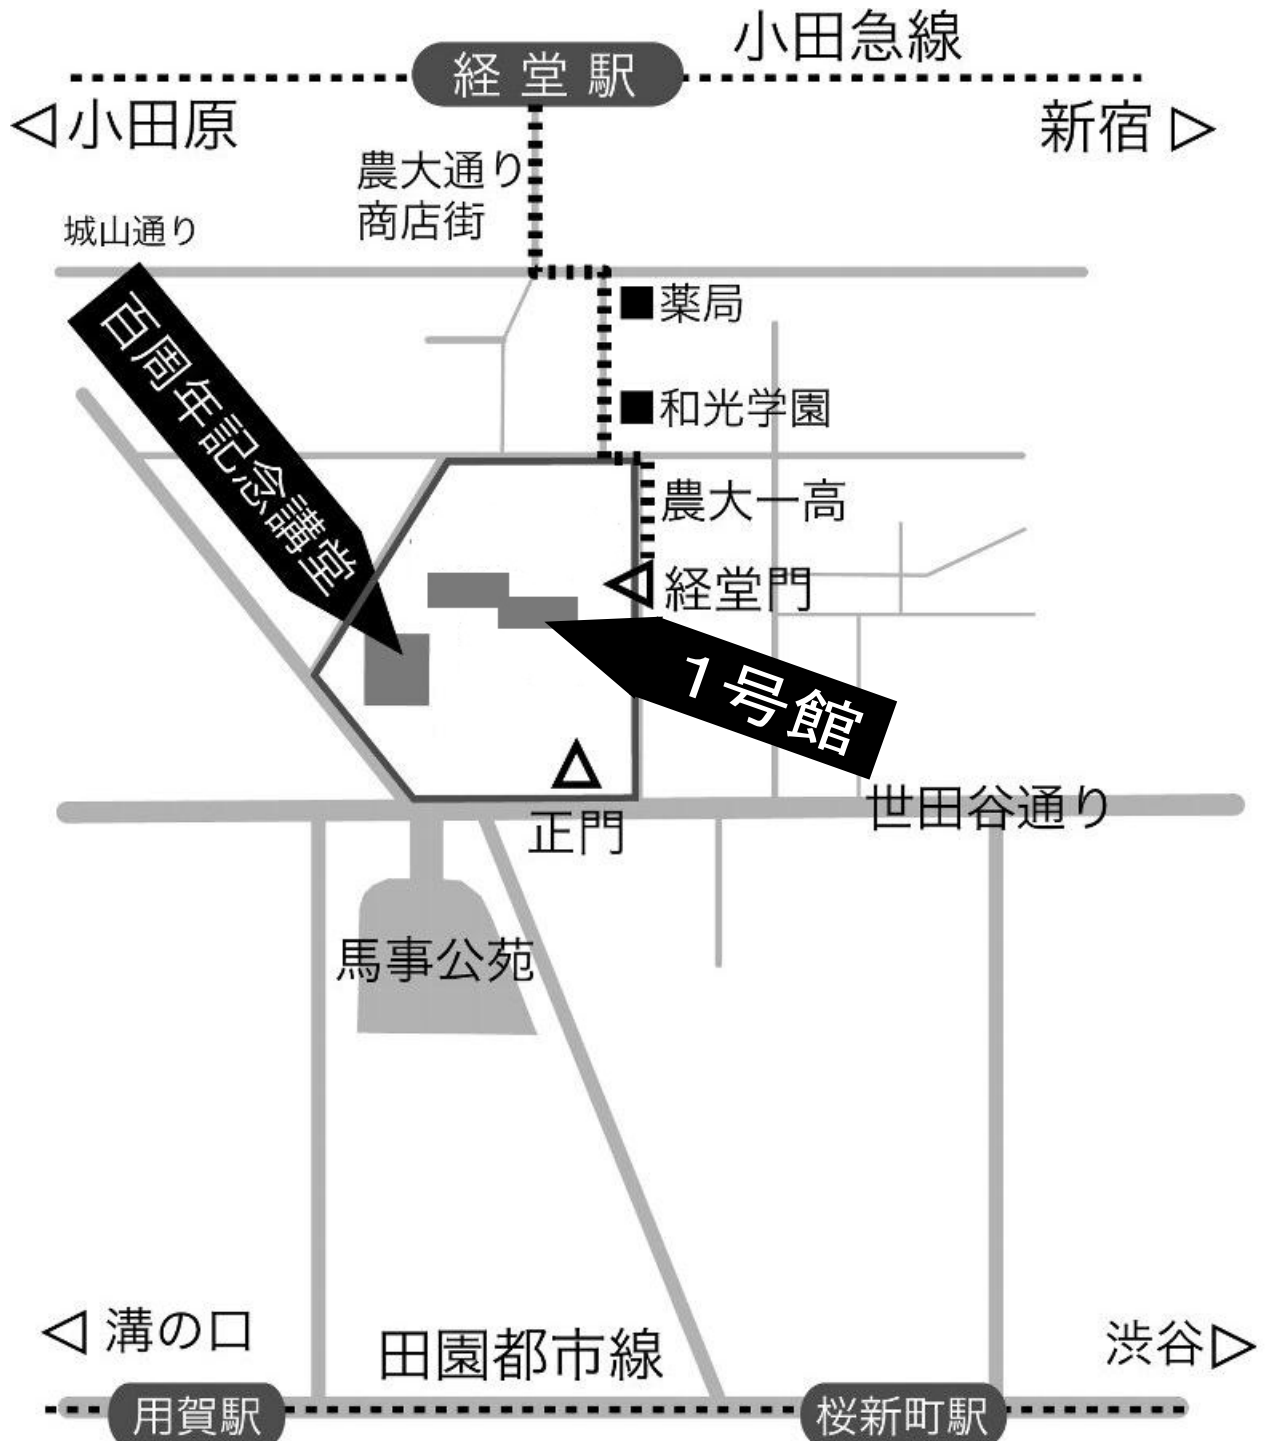 小田急線
経堂駅
◁小田原
新宿▷
農大通り
商店街
城山通り
■薬局
百周年記念講堂
■和光学園
農大一高
経堂門
1号館
世田谷通り
正門
馬事公苑
◁溝の口
田園都市線
渋谷▷
用賀駅
桜新町駅